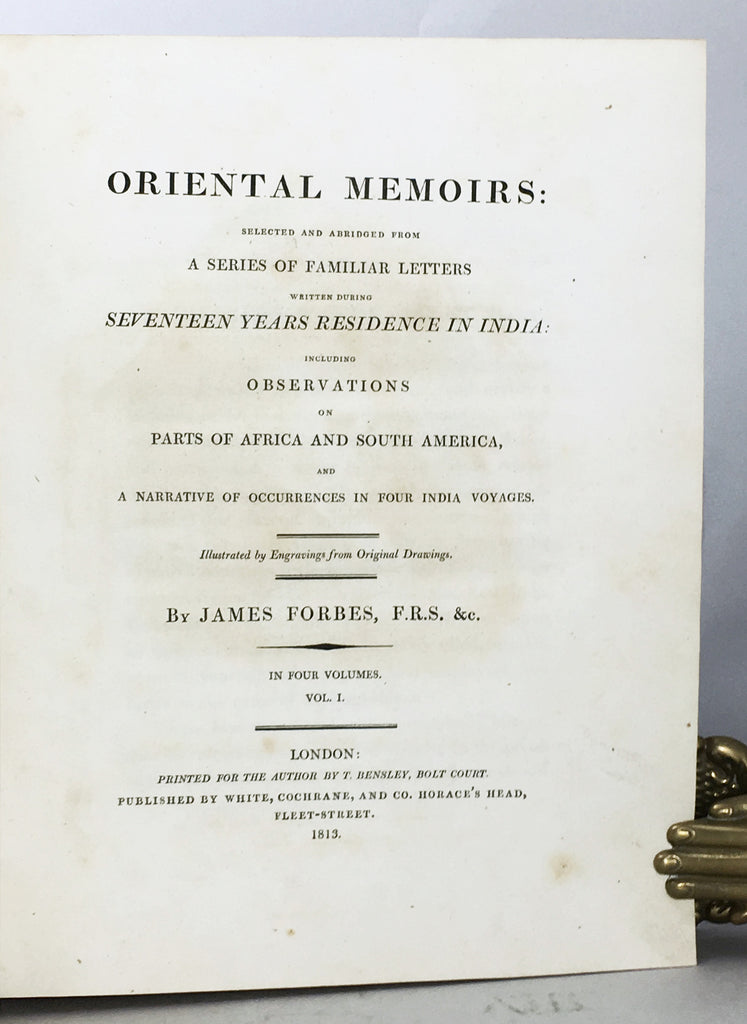 ORIENTAL MEMOIRS:
SELECTED AND ABRIDGED FROM
A SERIES OF FAMILIAR LETTERS
WRITTEN DURING
SEVENTEEN YEARS RESIDENCE IN INDIA:
INCLUDING
OBSERVATIONS
ON
PARTS OF AFRICA AND SOUTH AMERICA,
AND
A NARRATIVE OF OCCURRENCES IN FOUR INDIA VOYAGES.
Illustrated by Engravings from Original Drawings.
By JAMES FORBES, F.R.S. &c.
IN FOUR VOLUMES.
VOL. I.
LONDON:
PRINTED FOR THE AUTHOR BY T. BENSLEY, BOLT COURT.
PUBLISHED BY WHITE, COCHRANE, AND CO. HORACE'S HEAD,
FLEET-STREET.
1813.